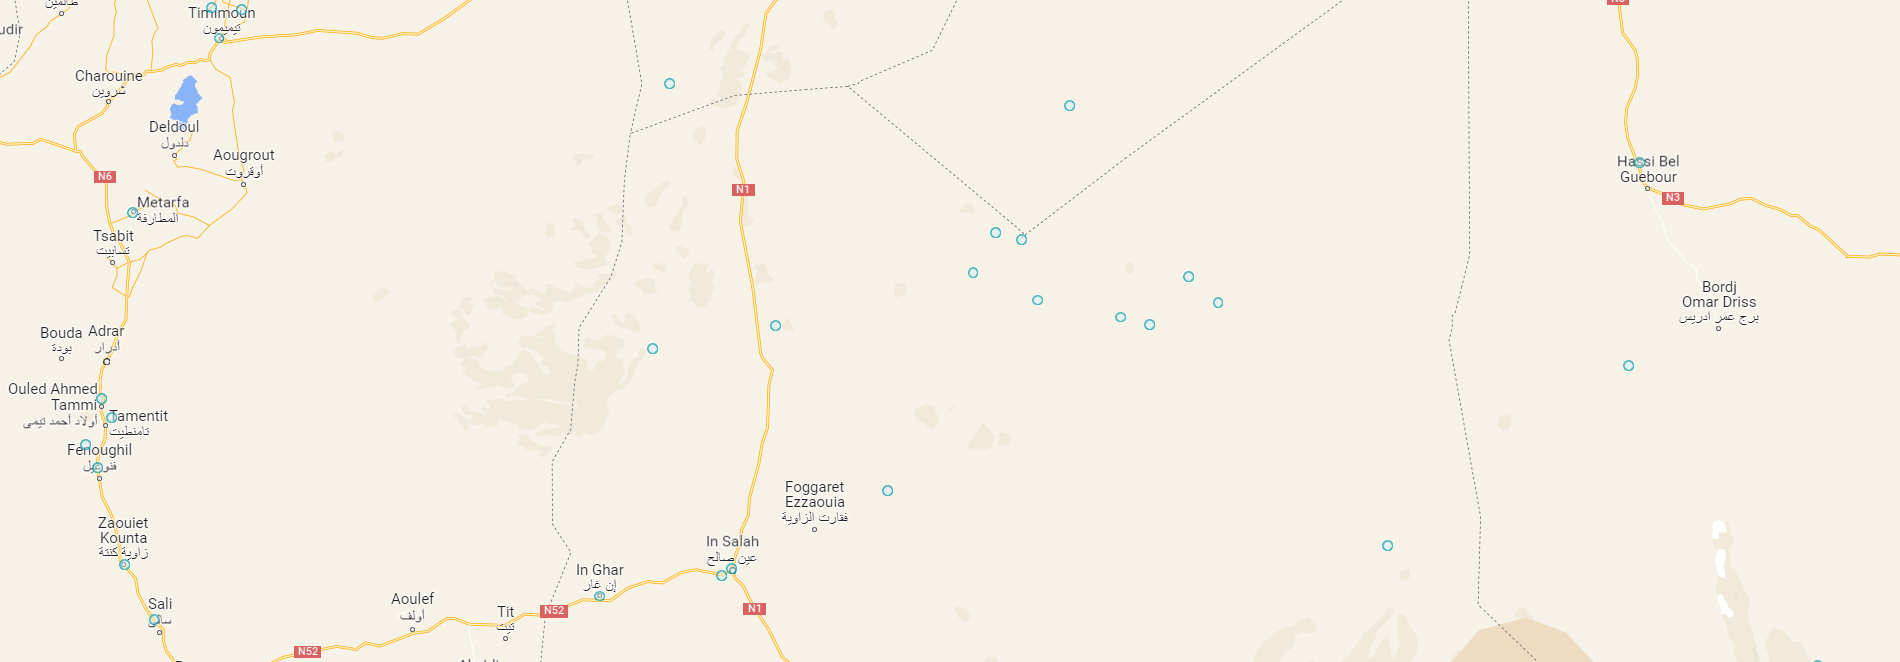 Timimoun
تيميمون
udir
Charouine
شروين
Deldoul
دلدول
Aougrout
أوقروت
N6
Metarfa
المطارفة
Tsabit
تسابيت
Bouda
بودة
Adrar
أدرار
Ouled Ahmed
Tammi
أولاد أحمد تيمي
Tamentit
تامنطيت
Fenoughil
فنوغيل
Zaouiet
Kounta
زاوية كنتة
Sali
سالي
N52
Aoulef
أولف
Tit
تيت
N52
In Ghar
إن غار
In Salah
عين صالح
N1
N1
Foggaret
Ezzaouia
فقارت الزاوية
Hassi Bel
Guebour
N3
Bordj
Omar Driss
برج عمر ادريس